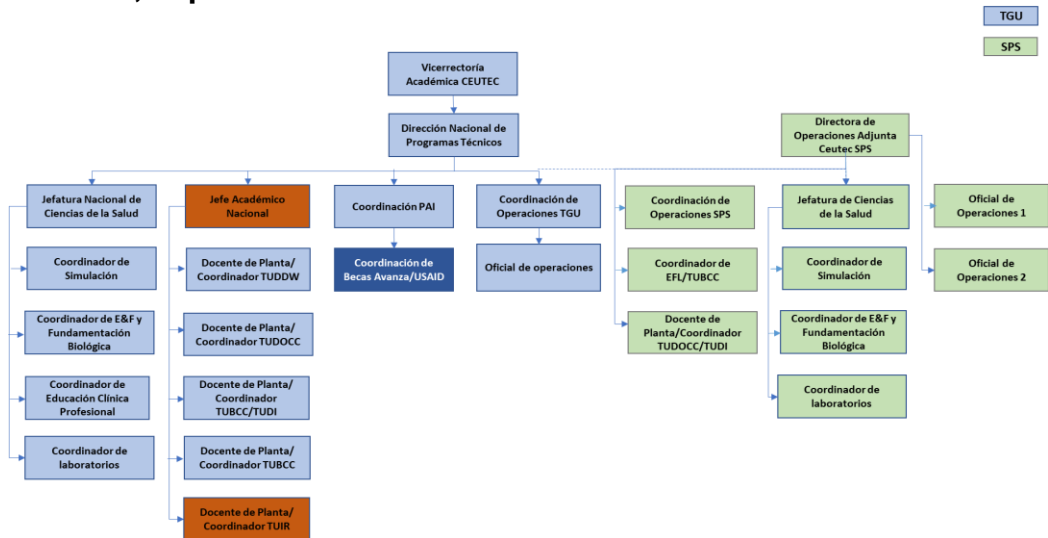 TGU
SPS
Vicerrectoría
Académica CEUTEC
Dirección Nacional de
Programas Técnicos
Directora de
Operaciones Adjunta
Ceutec SPS
Jefatura Nacional de
Ciencias de la Salud
Jefe Académico
Nacional
Coordinación PAI
Coordinación de
Operaciones TGU
Coordinación de
Operaciones SPS
Jefatura de Ciencias
de la Salud
Oficial de
Operaciones 1
Coordinador de
Simulación
Docente de Planta/
Coordinador TUDDW
Coordinación de
Becas Avanza/USAID
Oficial de operaciones
Coordinador de
EFL/TUBCC
Coordinador de
Simulación
Oficial de
Operaciones 2
Coordinador de E&F y
Fundamentación
Biológica
Docente de Planta/
Coordinador TUDOCC
Docente de
Planta/Coordinador
TUDOCC/TUDI
Coordinador de E&F y
Fundamentación
Biológica
Coordinador de
Educación Clínica
Profesional
Docente de Planta/
Coordinador
TUBCC/TUDI
Coordinador de
laboratorios
Coordinador de
laboratorios
Docente de Planta/
Coordinador TUBCC
Docente de Planta/
Coordinador TUIR